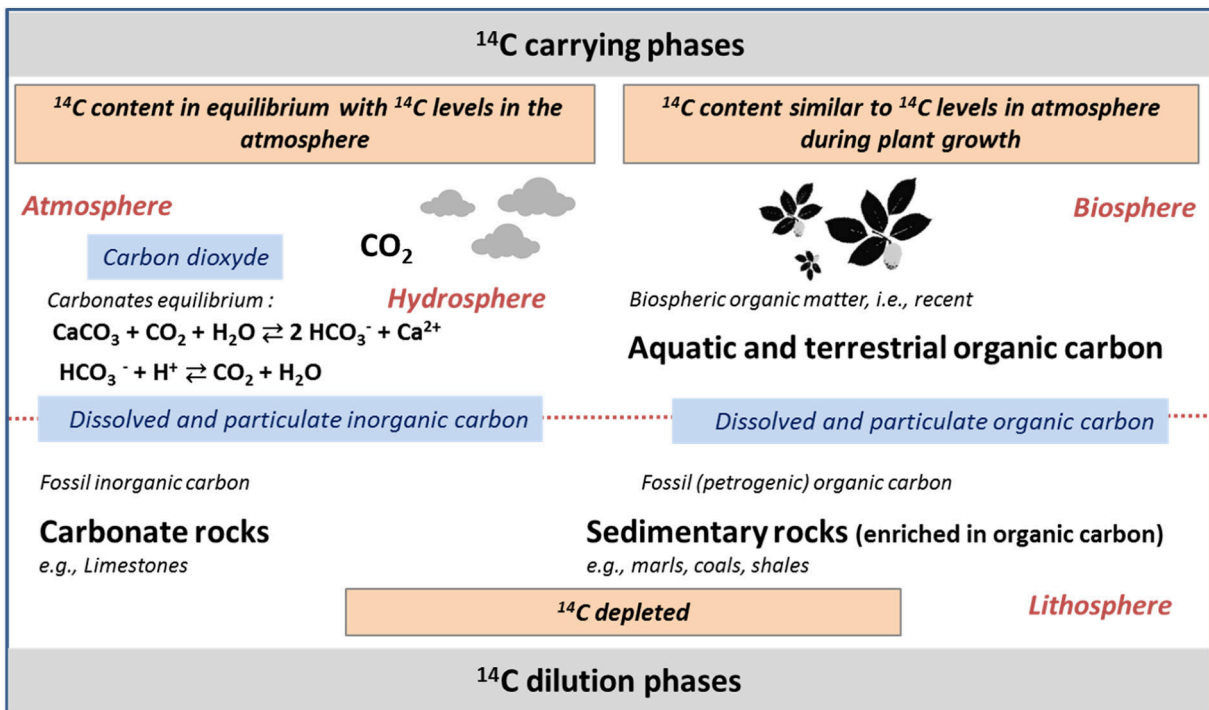 ¹⁴C carrying phases
¹⁴C content in equilibrium with ¹⁴C levels in the
atmosphere
¹⁴C content similar to ¹⁴C levels in atmosphere
during plant growth
Atmosphere
Biosphere
Carbon dioxyde
CO₂
Hydrosphere
Carbonates equilibrium :
CaCO₃ + CO₂ + H₂O ⇄ 2 HCO₃⁻ + Ca²⁺
HCO₃ ⁻ + H⁺ ⇄ CO₂ + H₂O
Biospheric organic matter, i.e., recent
Aquatic and terrestrial organic carbon
Dissolved and particulate inorganic carbon
Dissolved and particulate organic carbon
Fossil inorganic carbon
Carbonate rocks
e.g., Limestones
Fossil (petrogenic) organic carbon
Sedimentary rocks (enriched in organic carbon)
e.g., marls, coals, shales
¹⁴C depleted
Lithosphere
¹⁴C dilution phases